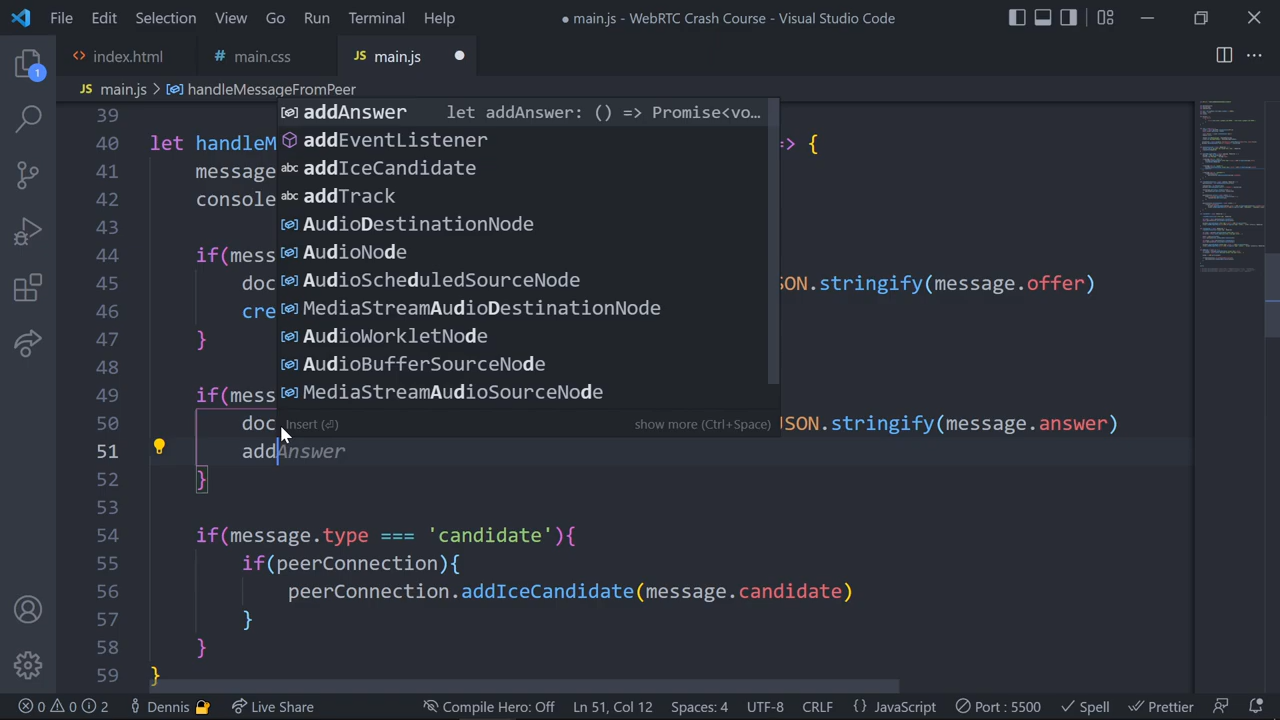 File Edit Selection View Go Run Terminal Help ● main.js - WebRTC Crash Course - Visual Studio Code
index.html # main.css JS main.js
JS main.js > handleMessageFromPeer
1
39
40 let handleM => {
41 message
42 console
43
44 if(mess
45 doc SON.stringify(message.offer)
46 cre
47 }
48
49 if(mess
50 doc JSON.stringify(message.answer)
51 addAnswer
52 }
53
54 if(message.type === 'candidate'){
55 if(peerConnection){
56 peerConnection.addIceCandidate(message.candidate)
57 }
58 }
59 }
addAnswer let addAnswer: () => Promise<vo...
addEventListener
abc addIceCandidate
abc addTrack
AudioDestinationNode
AudioNode
AudioScheduledSourceNode
MediaStreamAudioDestinationNode
AudioWorkletNode
AudioBufferSourceNode
MediaStreamAudioSourceNode
Insert (⏎) show more (Ctrl+Space)
0 0 2 Dennis Live Share Compile Hero: Off Ln 51, Col 12 Spaces: 4 UTF-8 CRLF {} JavaScript Port : 5500 Spell Prettier